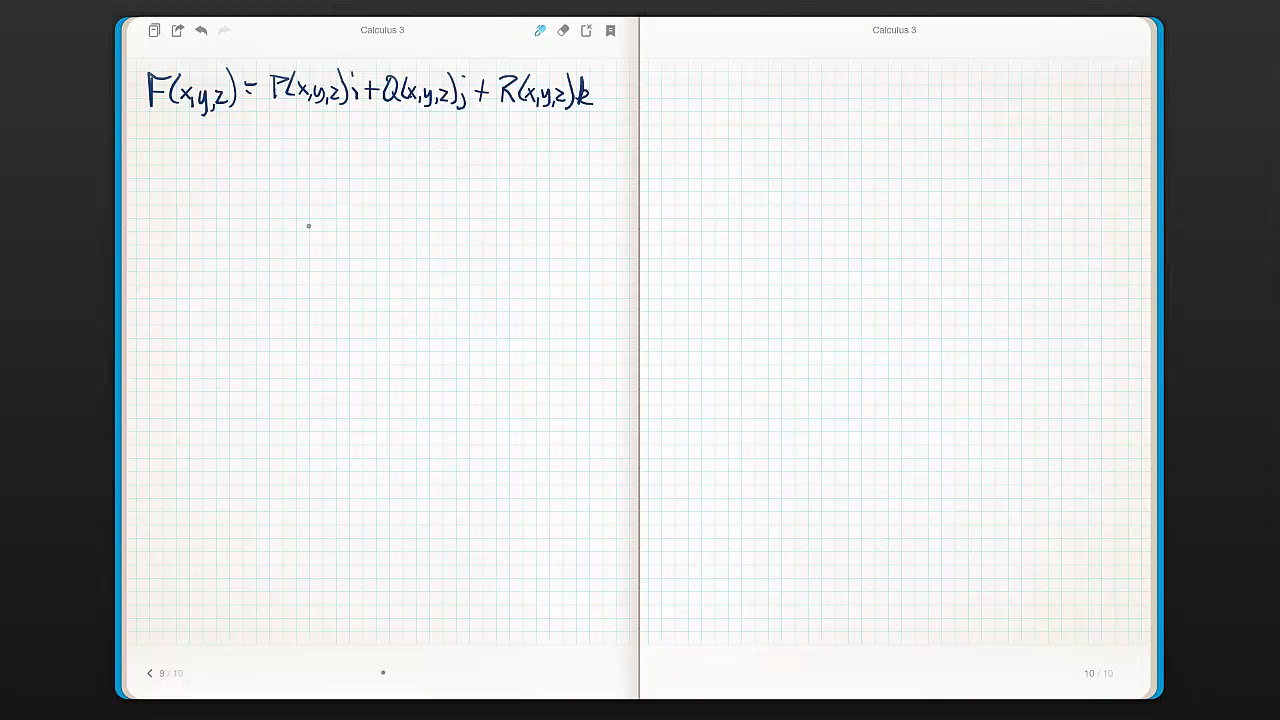 Calculus 3
Calculus 3
F(x,y,z) = P(x,y,z)i + Q(x,y,z)j + R(x,y,z)k
9 / 10
10 / 10